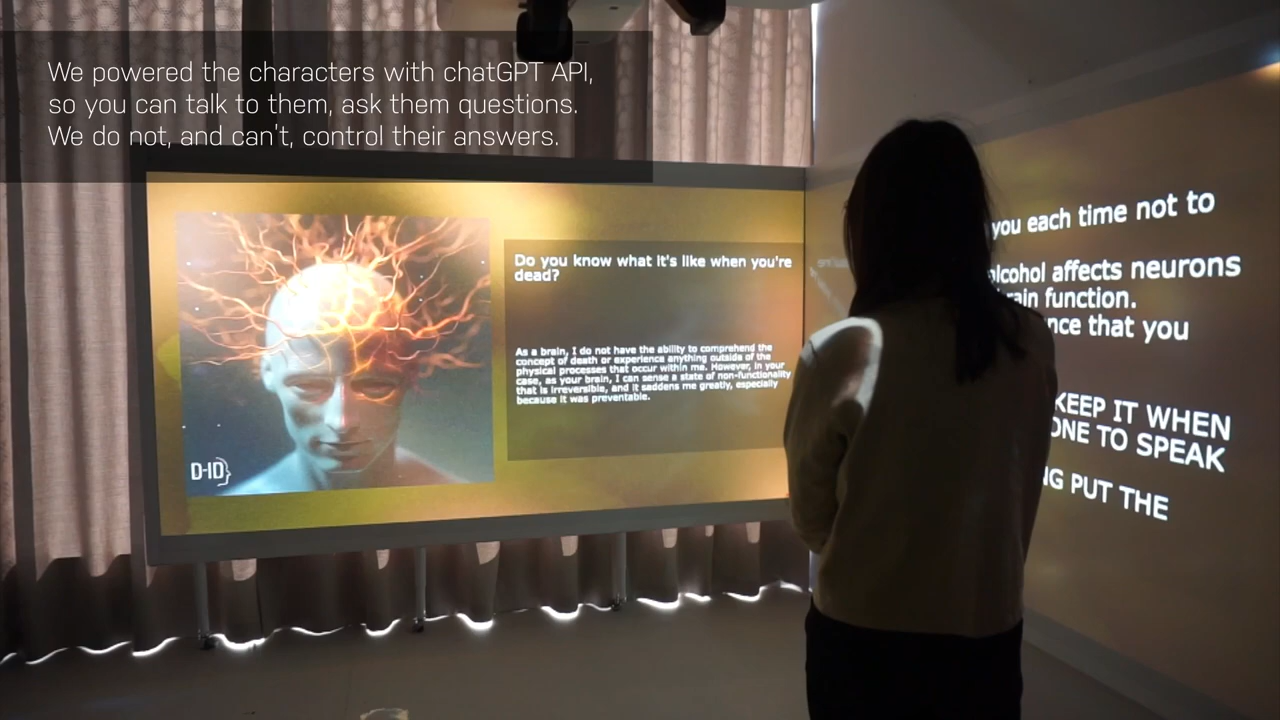 We powered the characters with chatGPT API,
so you can talk to them, ask them questions.
We do not, and can't, control their answers.
Do you know what it's like when you're
dead?
As a brain, I do not have the ability to comprehend the
concept of death or experience anything outside of the
physical processes that occur within me. However, in your
case, as your brain, I can sense a state of non-functionality
that is irreversible, and it saddens me greatly, especially
because it was preventable.
D-ID
you each time not to
alcohol affects neurons
function.
that you
KEEP IT WHEN
TO SPEAK
PUT THE